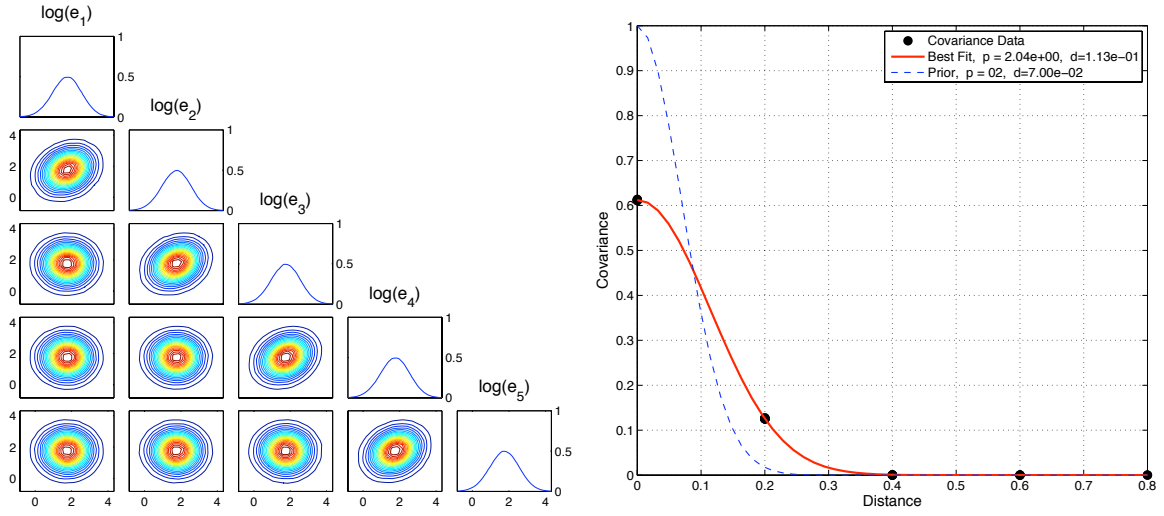 log(e1)
1
0.5
0
log(e2)
4
2
0
1
0.5
0
log(e3)
4
2
0
1
0.5
0
log(e4)
4
2
0
1
0.5
0
log(e5)
4
2
0
1
0.5
0
0 2 4
0 2 4
0 2 4
0 2 4
0 2 4
Covariance
1
0.9
0.8
0.7
0.6
0.5
0.4
0.3
0.2
0.1
0
Covariance Data
Best Fit, p = 2.04e+00, d=1.13e−01
Prior, p = 02, d=7.00e−02
0 0.1 0.2 0.3 0.4 0.5 0.6 0.7 0.8
Distance